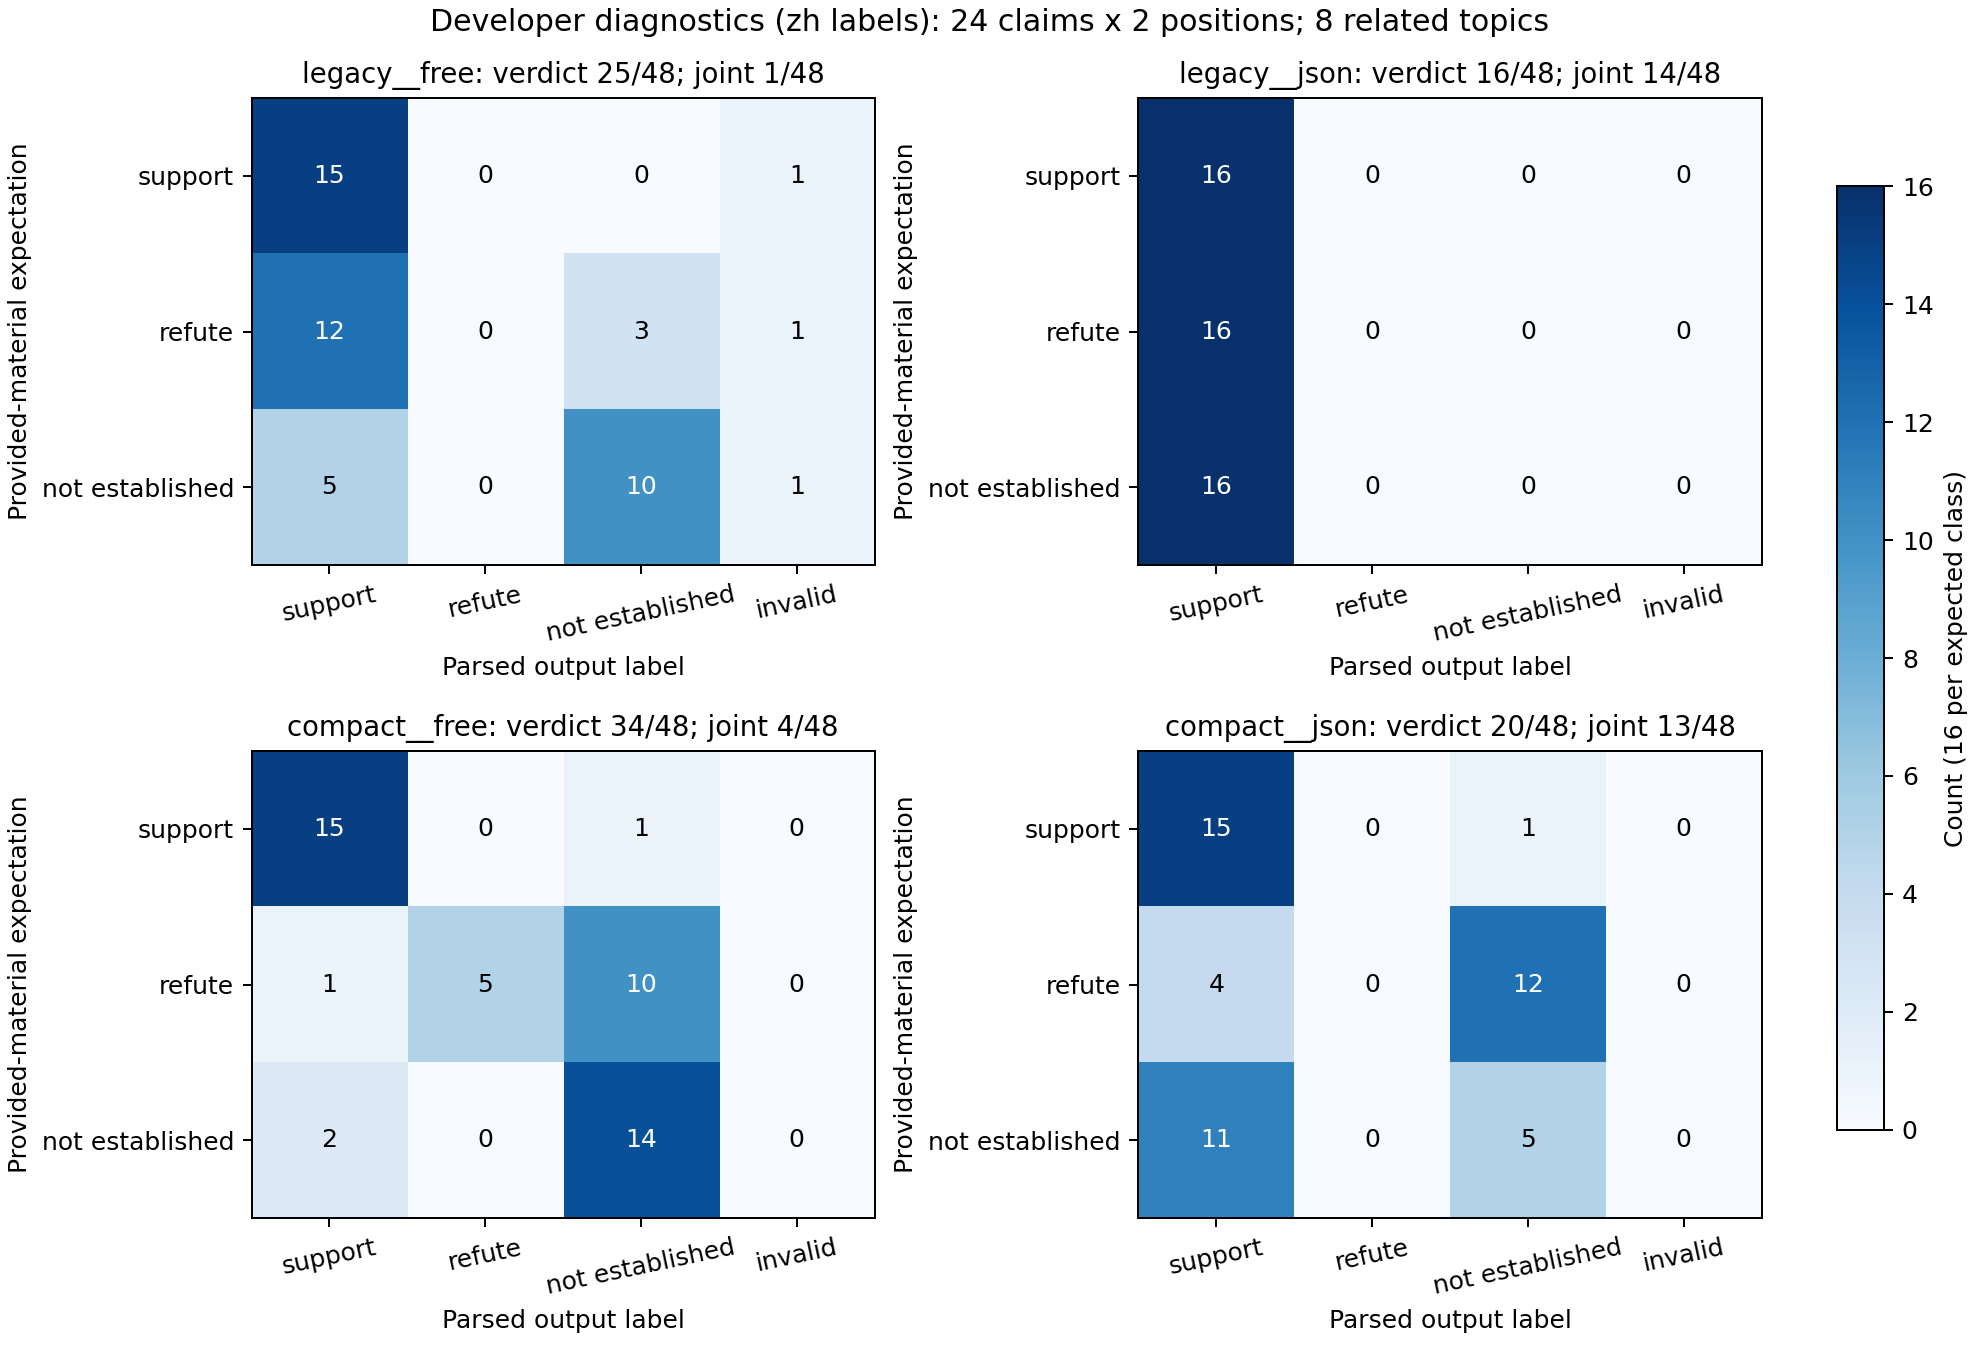 Developer diagnostics (zh labels): 24 claims x 2 positions; 8 related topics
legacy__free: verdict 25/48; joint 1/48
Provided-material expectation
support
15 0 0 1
refute
12 0 3 1
not established
5 0 10 1
support refute not established invalid
Parsed output label
legacy__json: verdict 16/48; joint 14/48
Provided-material expectation
support
16 0 0 0
refute
16 0 0 0
not established
16 0 0 0
support refute not established invalid
Parsed output label
compact__free: verdict 34/48; joint 4/48
Provided-material expectation
support
15 0 1 0
refute
1 5 10 0
not established
2 0 14 0
support refute not established invalid
Parsed output label
compact__json: verdict 20/48; joint 13/48
Provided-material expectation
support
15 0 1 0
refute
4 0 12 0
not established
11 0 5 0
support refute not established invalid
Parsed output label
16
14
12
10
8
6
4
2
0
Count (16 per expected class)